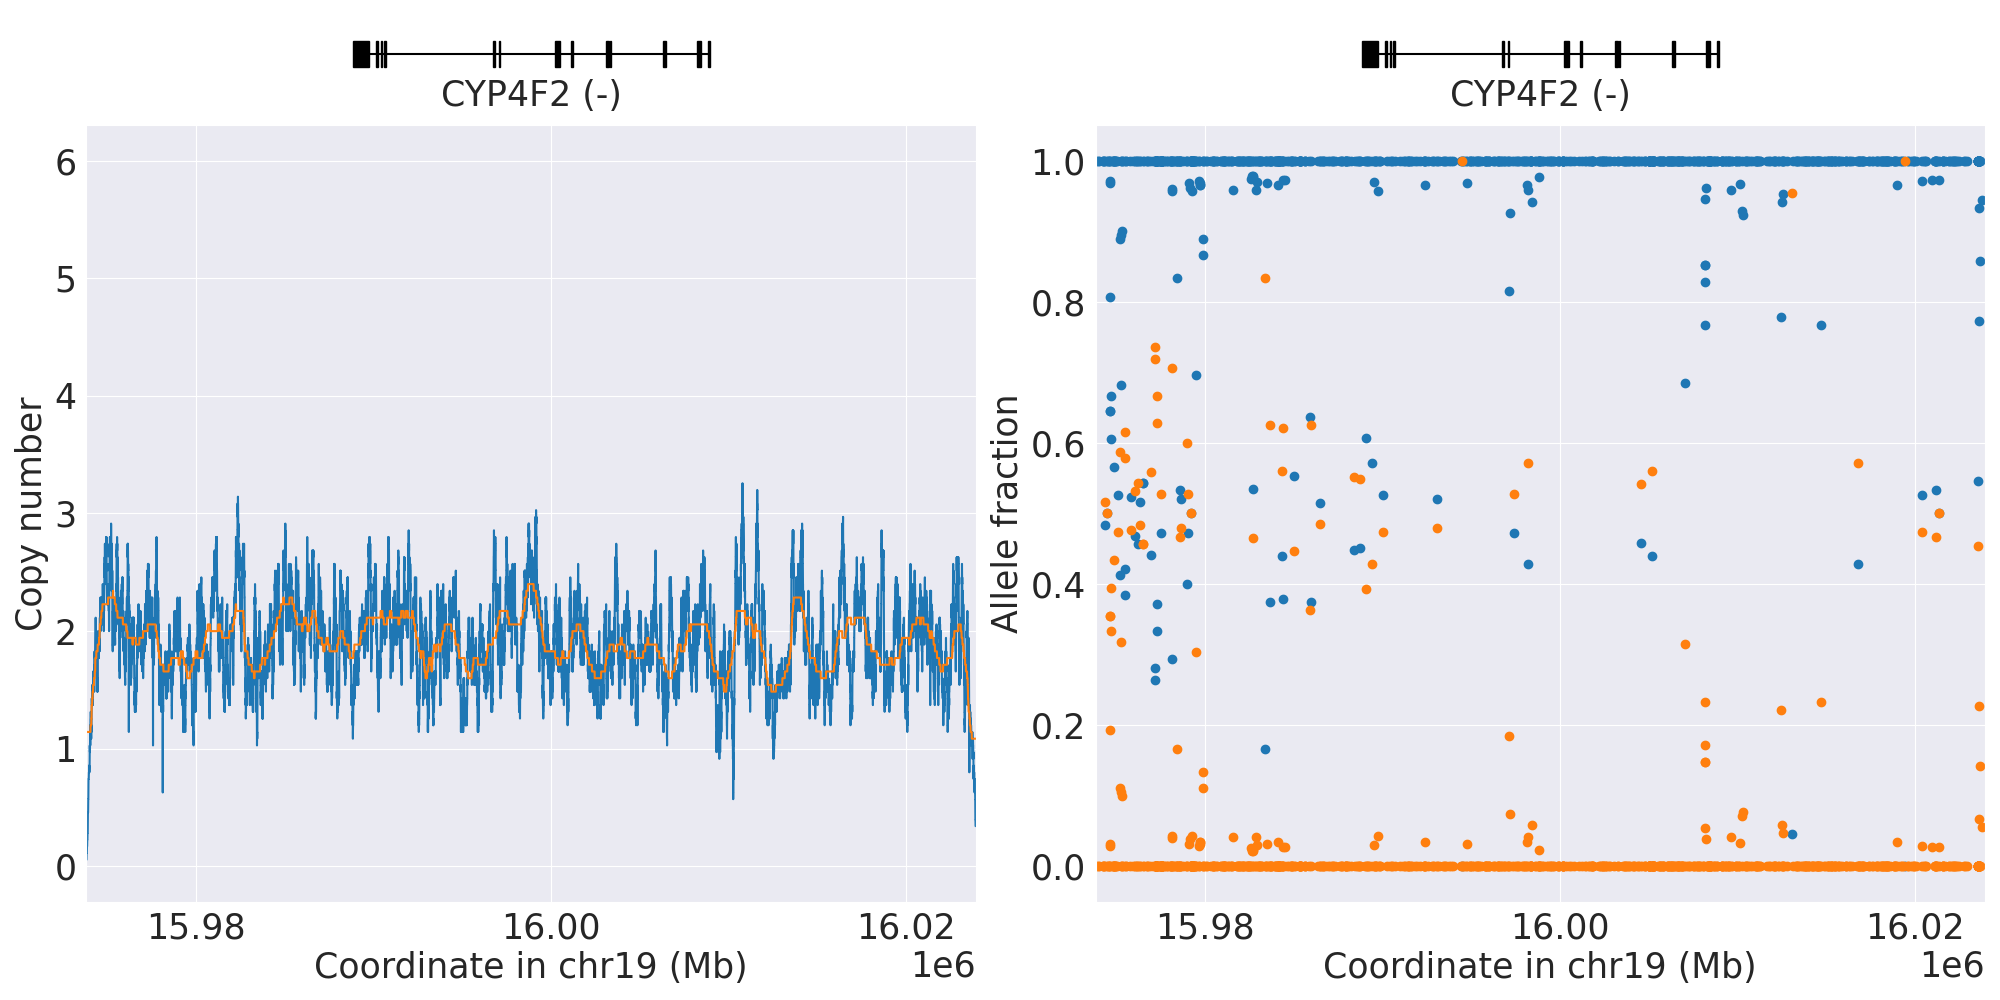 CYP4F2 (-)
6
5
4
3
2
1
0
Copy number
15.98
16.00
16.02
Coordinate in chr19 (Mb)
1e6
CYP4F2 (-)
1.0
0.8
0.6
0.4
0.2
0.0
Allele fraction
15.98
16.00
16.02
Coordinate in chr19 (Mb)
1e6